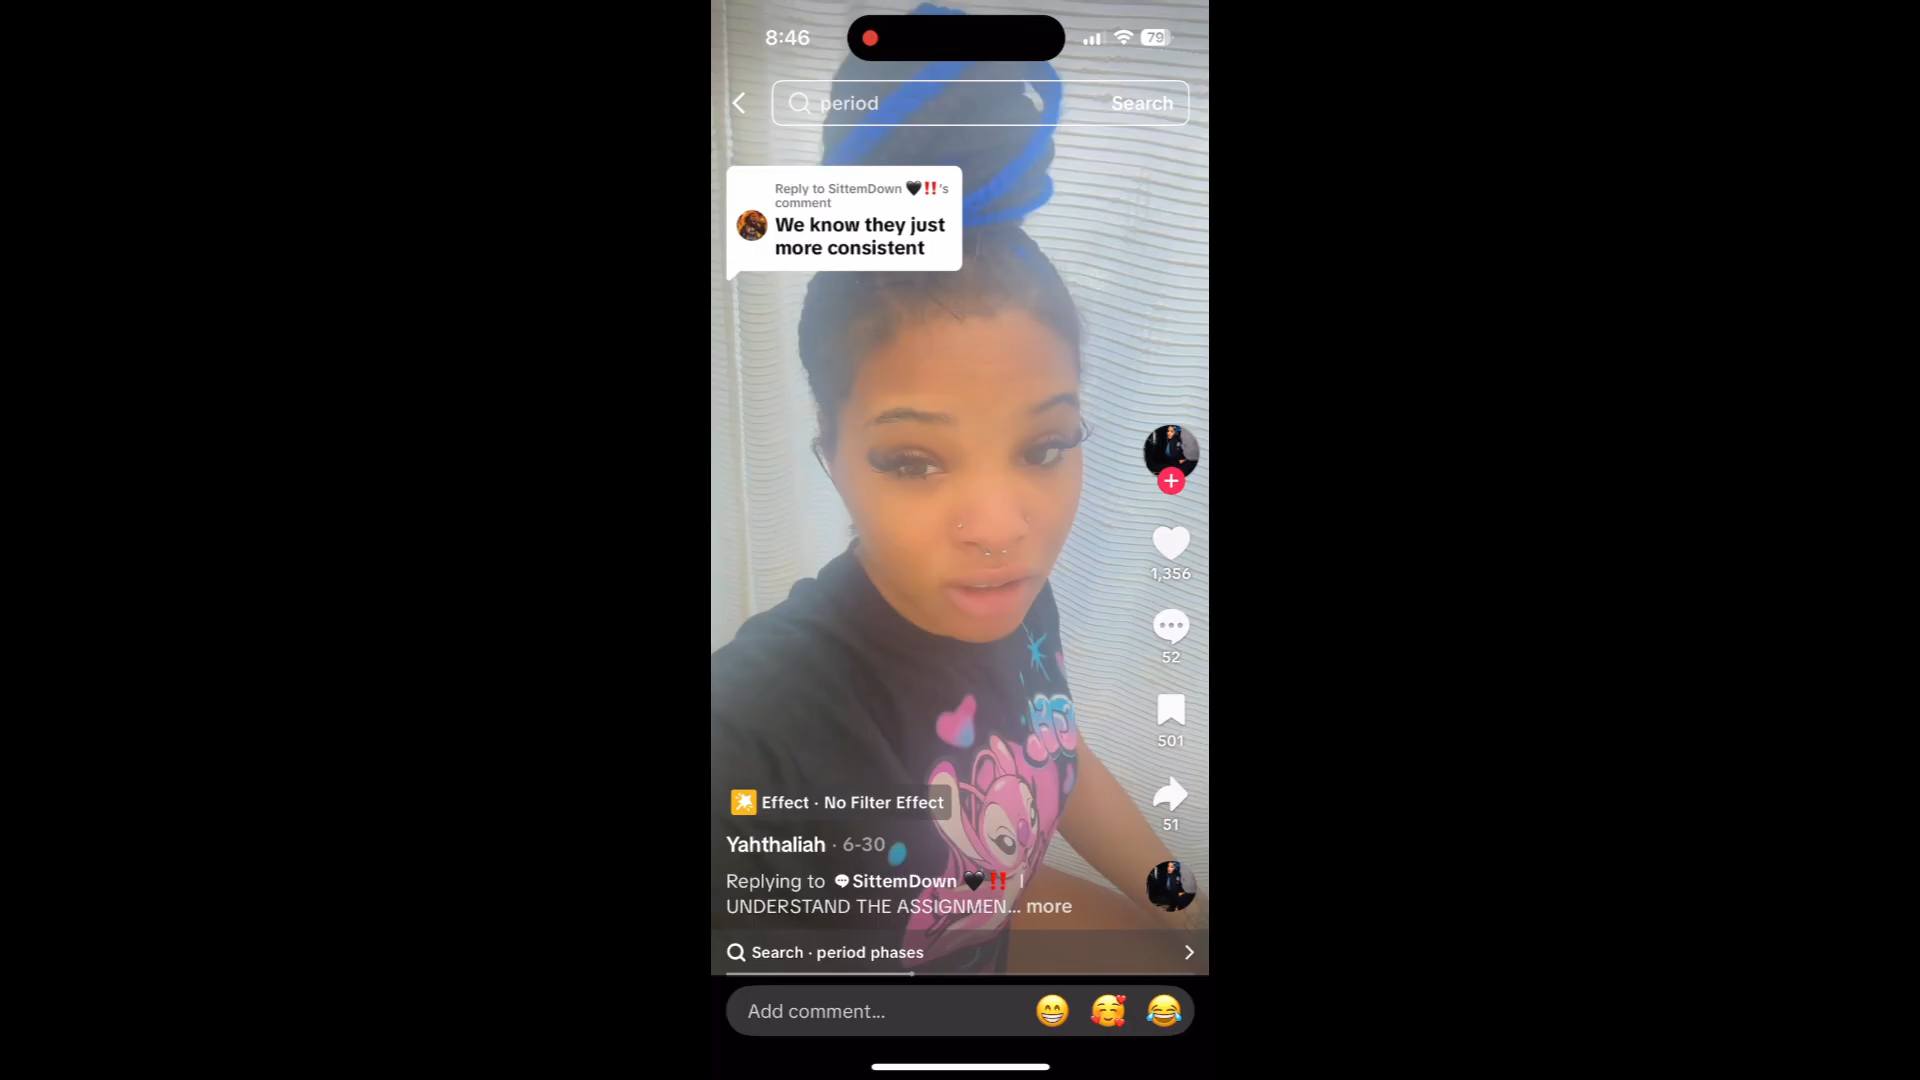 8:46
79
period
Search
Reply to SittemDown 🖤‼️'s
comment
We know they just
more consistent
1,356
52
501
51
Effect · No Filter Effect
Yahthaliah · 6-30
Replying to 💬SittemDown 🖤‼️ I
UNDERSTAND THE ASSIGNMEN... more
Search · period phases
Add comment...